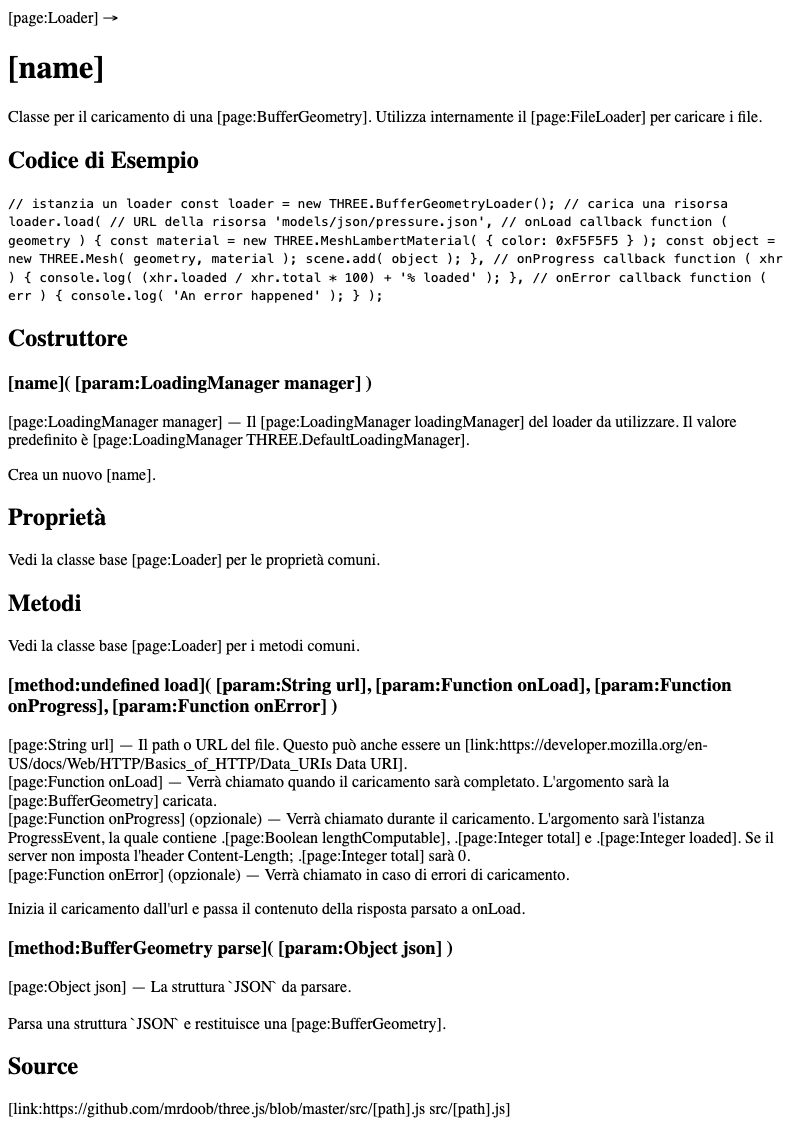 [page:Loader] →
[name]
Classe per il caricamento di una [page:BufferGeometry]. Utilizza internamente il [page:FileLoader] per caricare i file.
Codice di Esempio
// istanzia un loader const loader = new THREE.BufferGeometryLoader(); // carica una risorsa
loader.load( // URL della risorsa 'models/json/pressure.json', // onLoad callback function (
geometry ) { const material = new THREE.MeshLambertMaterial( { color: 0xF5F5F5 } ); const object =
new THREE.Mesh( geometry, material ); scene.add( object ); }, // onProgress callback function ( xhr
) { console.log( (xhr.loaded / xhr.total * 100) + '% loaded' ); }, // onError callback function (
err ) { console.log( 'An error happened' ); } );
Costruttore
[name]( [param:LoadingManager manager] )
[page:LoadingManager manager] — Il [page:LoadingManager loadingManager] del loader da utilizzare. Il valore
predefinito è [page:LoadingManager THREE.DefaultLoadingManager].
Crea un nuovo [name].
Proprietà
Vedi la classe base [page:Loader] per le proprietà comuni.
Metodi
Vedi la classe base [page:Loader] per i metodi comuni.
[method:undefined load]( [param:String url], [param:Function onLoad], [param:Function
onProgress], [param:Function onError] )
[page:String url] — Il path o URL del file. Questo può anche essere un [link:https://developer.mozilla.org/en-
US/docs/Web/HTTP/Basics_of_HTTP/Data_URIs Data URI].
[page:Function onLoad] — Verrà chiamato quando il caricamento sarà completato. L'argomento sarà la
[page:BufferGeometry] caricata.
[page:Function onProgress] (opzionale) — Verrà chiamato durante il caricamento. L'argomento sarà l'istanza
ProgressEvent, la quale contiene .[page:Boolean lengthComputable], .[page:Integer total] e .[page:Integer loaded]. Se il
server non imposta l'header Content-Length; .[page:Integer total] sarà 0.
[page:Function onError] (opzionale) — Verrà chiamato in caso di errori di caricamento.
Inizia il caricamento dall'url e passa il contenuto della risposta parsato a onLoad.
[method:BufferGeometry parse]( [param:Object json] )
[page:Object json] — La struttura `JSON` da parsare.
Parsa una struttura `JSON` e restituisce una [page:BufferGeometry].
Source
[link:https://github.com/mrdoob/three.js/blob/master/src/[path].js src/[path].js]